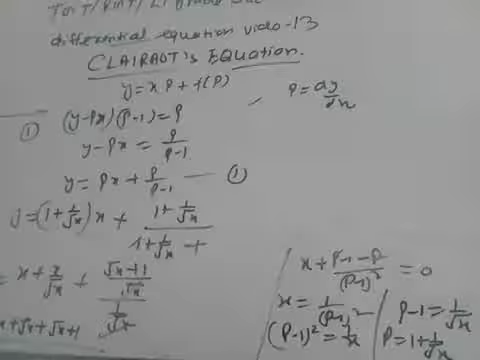 differential equation video-13
CLAIRAUT's EQUATION.
y = xp + f(p)
p = dy/dx
① (y-px)(p-1) = p
y-px = p/(p-1)
y = px + p/(p-1) — ①
y = (1 + 1/√x)x + (1 + 1/√x)/(1 + 1/√x +
= x + x/√x + ((√x+1)/√x)/(1/√x)
x + √x + √x + 1
x + (p-1-p)/(p-1)² = 0
x = 1/(p-1)²
(p-1)² = 1/x
p-1 = 1/√x
p = 1 + 1/√x